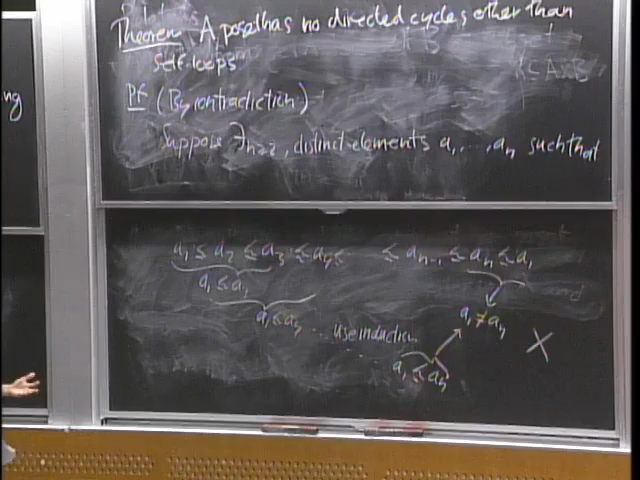 ng
Theorem: A poset has no directed cycles other than
self-loops
Pf (By contradiction)
Suppose ∃ n≥2, distinct elements a₁, ..., aₙ such that
a₁ ≤ a₂ ≤ a₃ ≤ a₄ ≤ ≤ aₙ₋₁ ≤ aₙ ≤ a₁
a₁ ≤ a₃
a₁ ≤ a₄ ... use induction
a₁ ≠ aₙ
a₁ ≤ aₙ
X